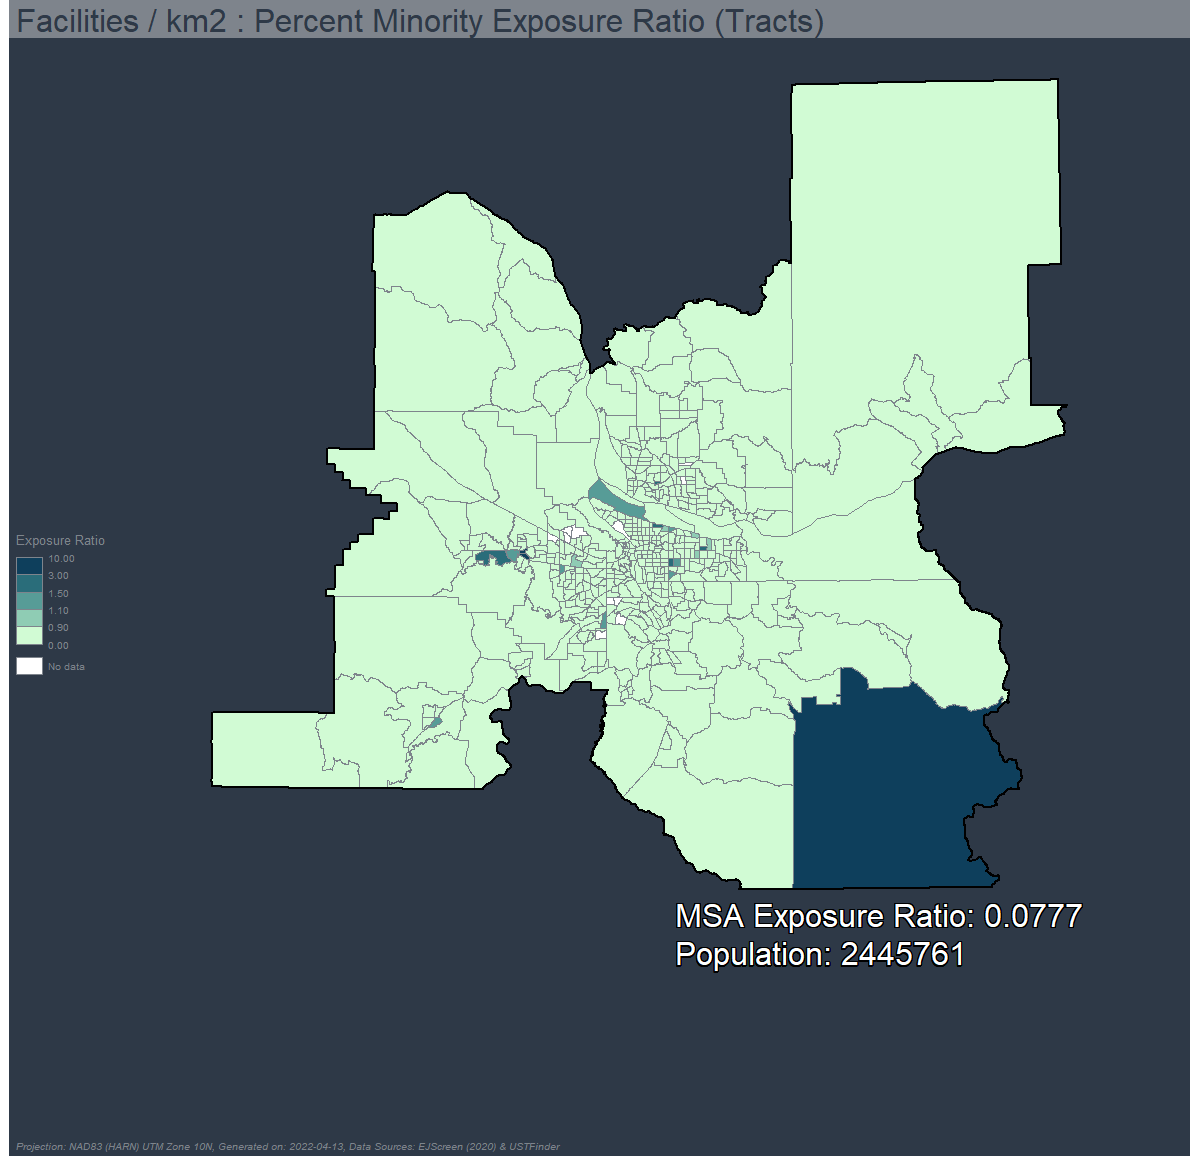 Facilities / km2 : Percent Minority Exposure Ratio (Tracts)
Exposure Ratio
10.00
3.00
1.50
1.10
0.90
0.00
No data
MSA Exposure Ratio: 0.0777
Population: 2445761
Projection: NAD83 (HARN) UTM Zone 10N, Generated on: 2022-04-13, Data Sources: EJScreen (2020) & USTFinder